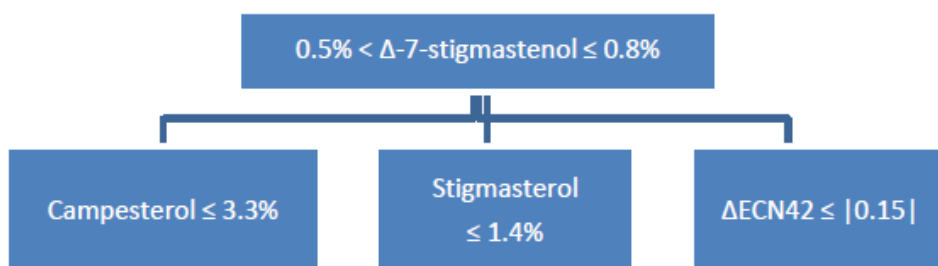 0.5% < Δ-7-stigmastenol ≤ 0.8%
Campesterol ≤ 3.3%
Stigmasterol
≤ 1.4%
ΔECN42 ≤ |0.15|